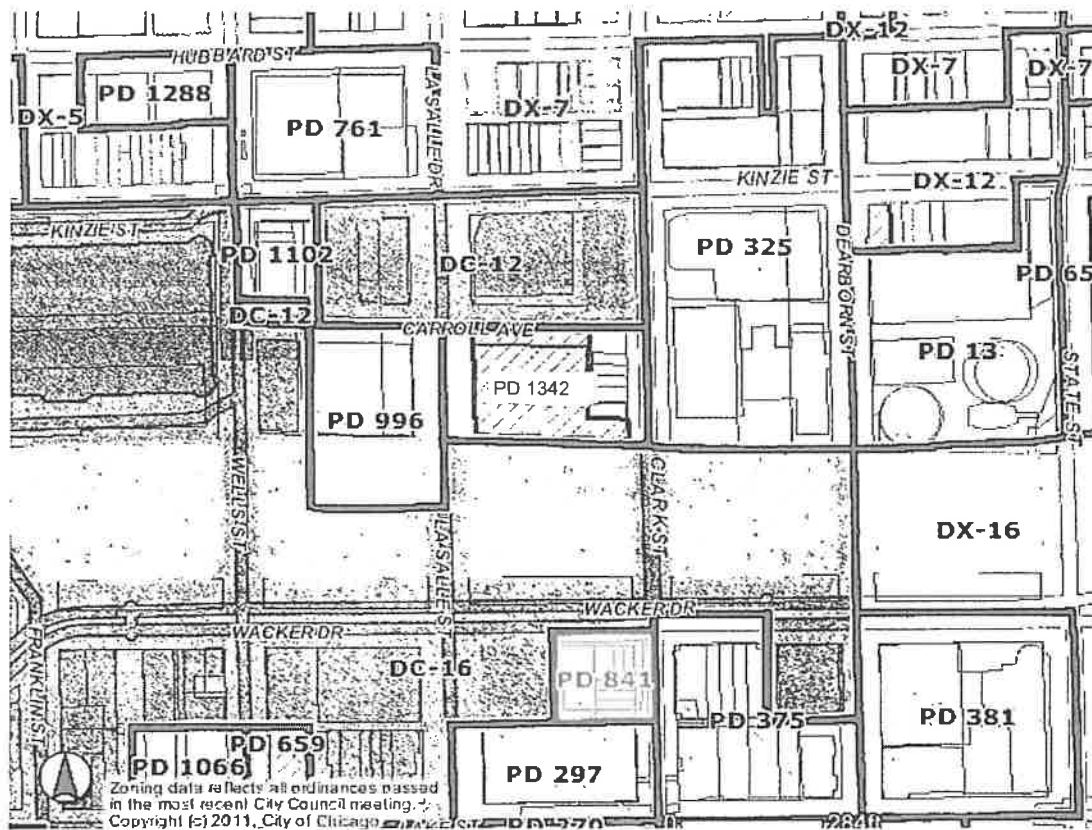 DX-12
HUBBARD ST
DX-7
DX-7
PD 1288
LA SALLE DR
DX-7
DX-5
PD 761
KINZIE ST
DX-12
KINZIE ST
PD 1102
DC-12
PD 325
DEARBORN ST
PD 65
DC-12
CARROLL AVE
PD 13
STATE ST
PD 1342
PD 996
WELLS ST
LA SALLE ST
CLARK ST
DX-16
WACKER DR
WACKER DR
FRANKLIN ST
DC-16
PD 841
PD 375
PD 381
PD 659
PD 1066
PD 297
Zoning data reflects all ordinances passed
in the most recent City Council meeting.
Copyright (c) 2011, City of Chicago
PD 270